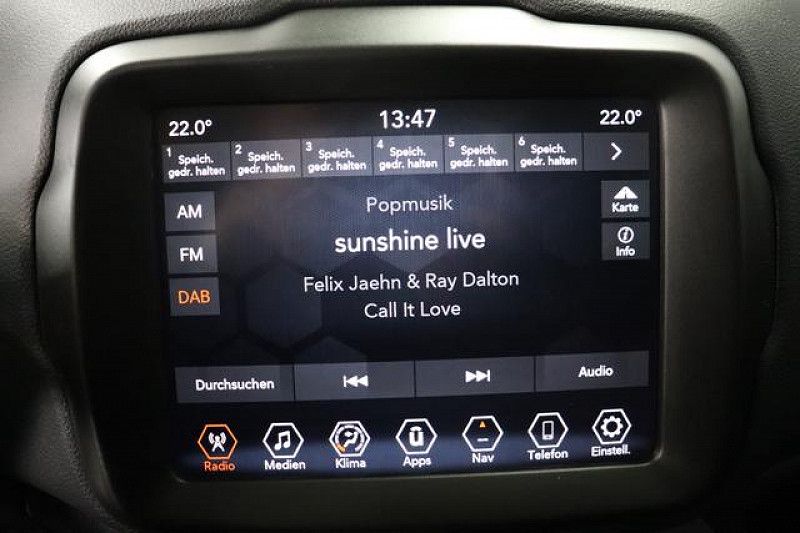 22.0° 13:47 22.0°
1 Speich. gedr. halten
2 Speich. gedr. halten
3 Speich. gedr. halten
4 Speich. gedr. halten
5 Speich. gedr. halten
6 Speich. gedr. halten
AM
FM
DAB
Popmusik
sunshine live
Felix Jaehn & Ray Dalton
Call It Love
Karte
Info
Durchsuchen
Audio
Radio Medien Klima Apps Nav Telefon Einstell.